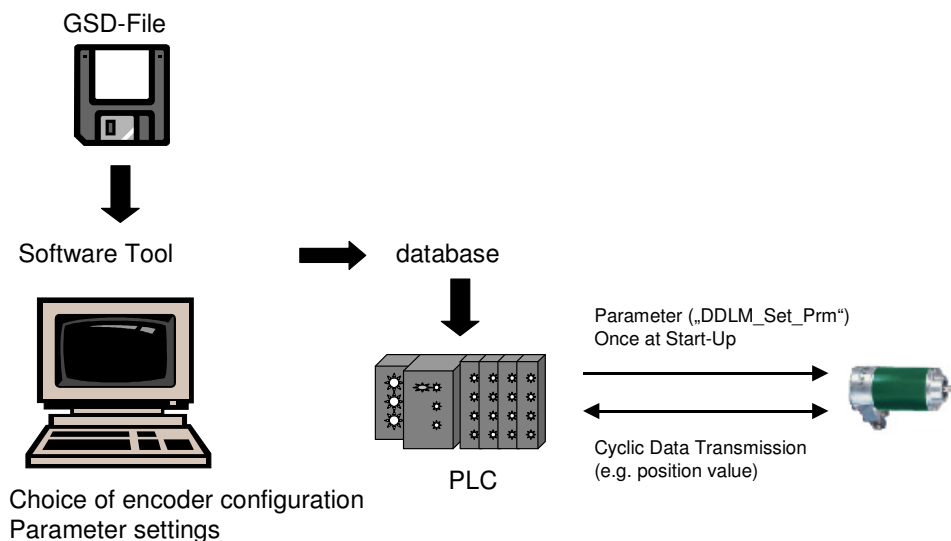 GSD-File
Software Tool
database
Parameter („DDLM_Set_Prm“)
Once at Start-Up
Cyclic Data Transmission
(e.g. position value)
PLC
Choice of encoder configuration
Parameter settings